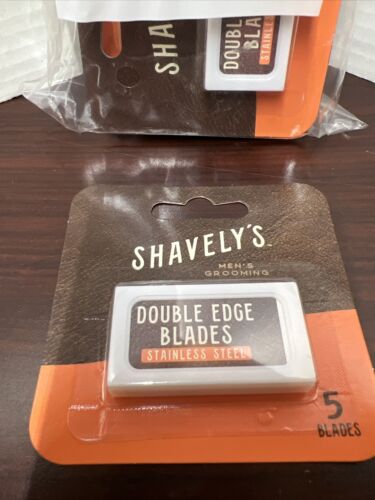 SHAVELY'S
MEN'S
GROOMING
DOUBLE EDGE
BLADES
STAINLESS STEEL
5
BLADES